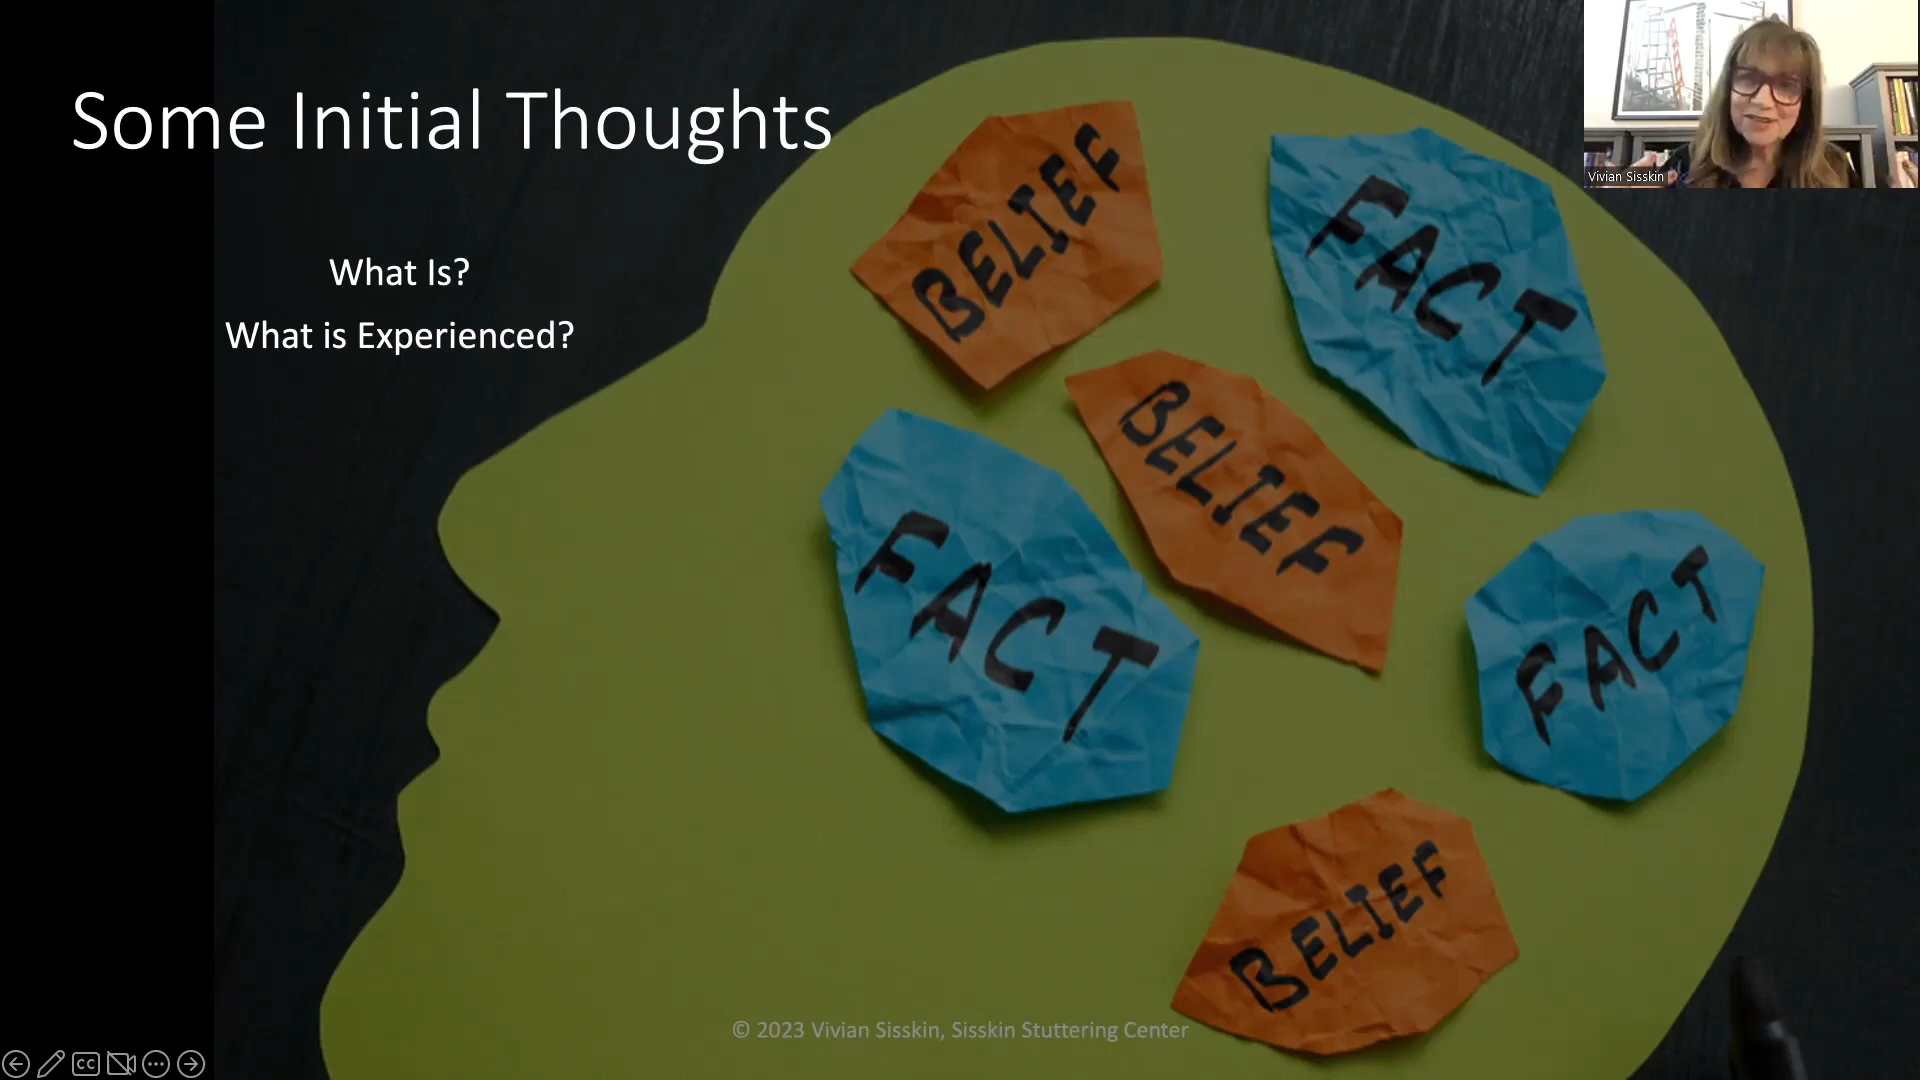 Some Initial Thoughts
What Is?
What is Experienced?
BELIEF
FACT
BELIEF
FACT
FACT
BELIEF
Vivian Sisskin
© 2023 Vivian Sisskin, Sisskin Stuttering Center
CC